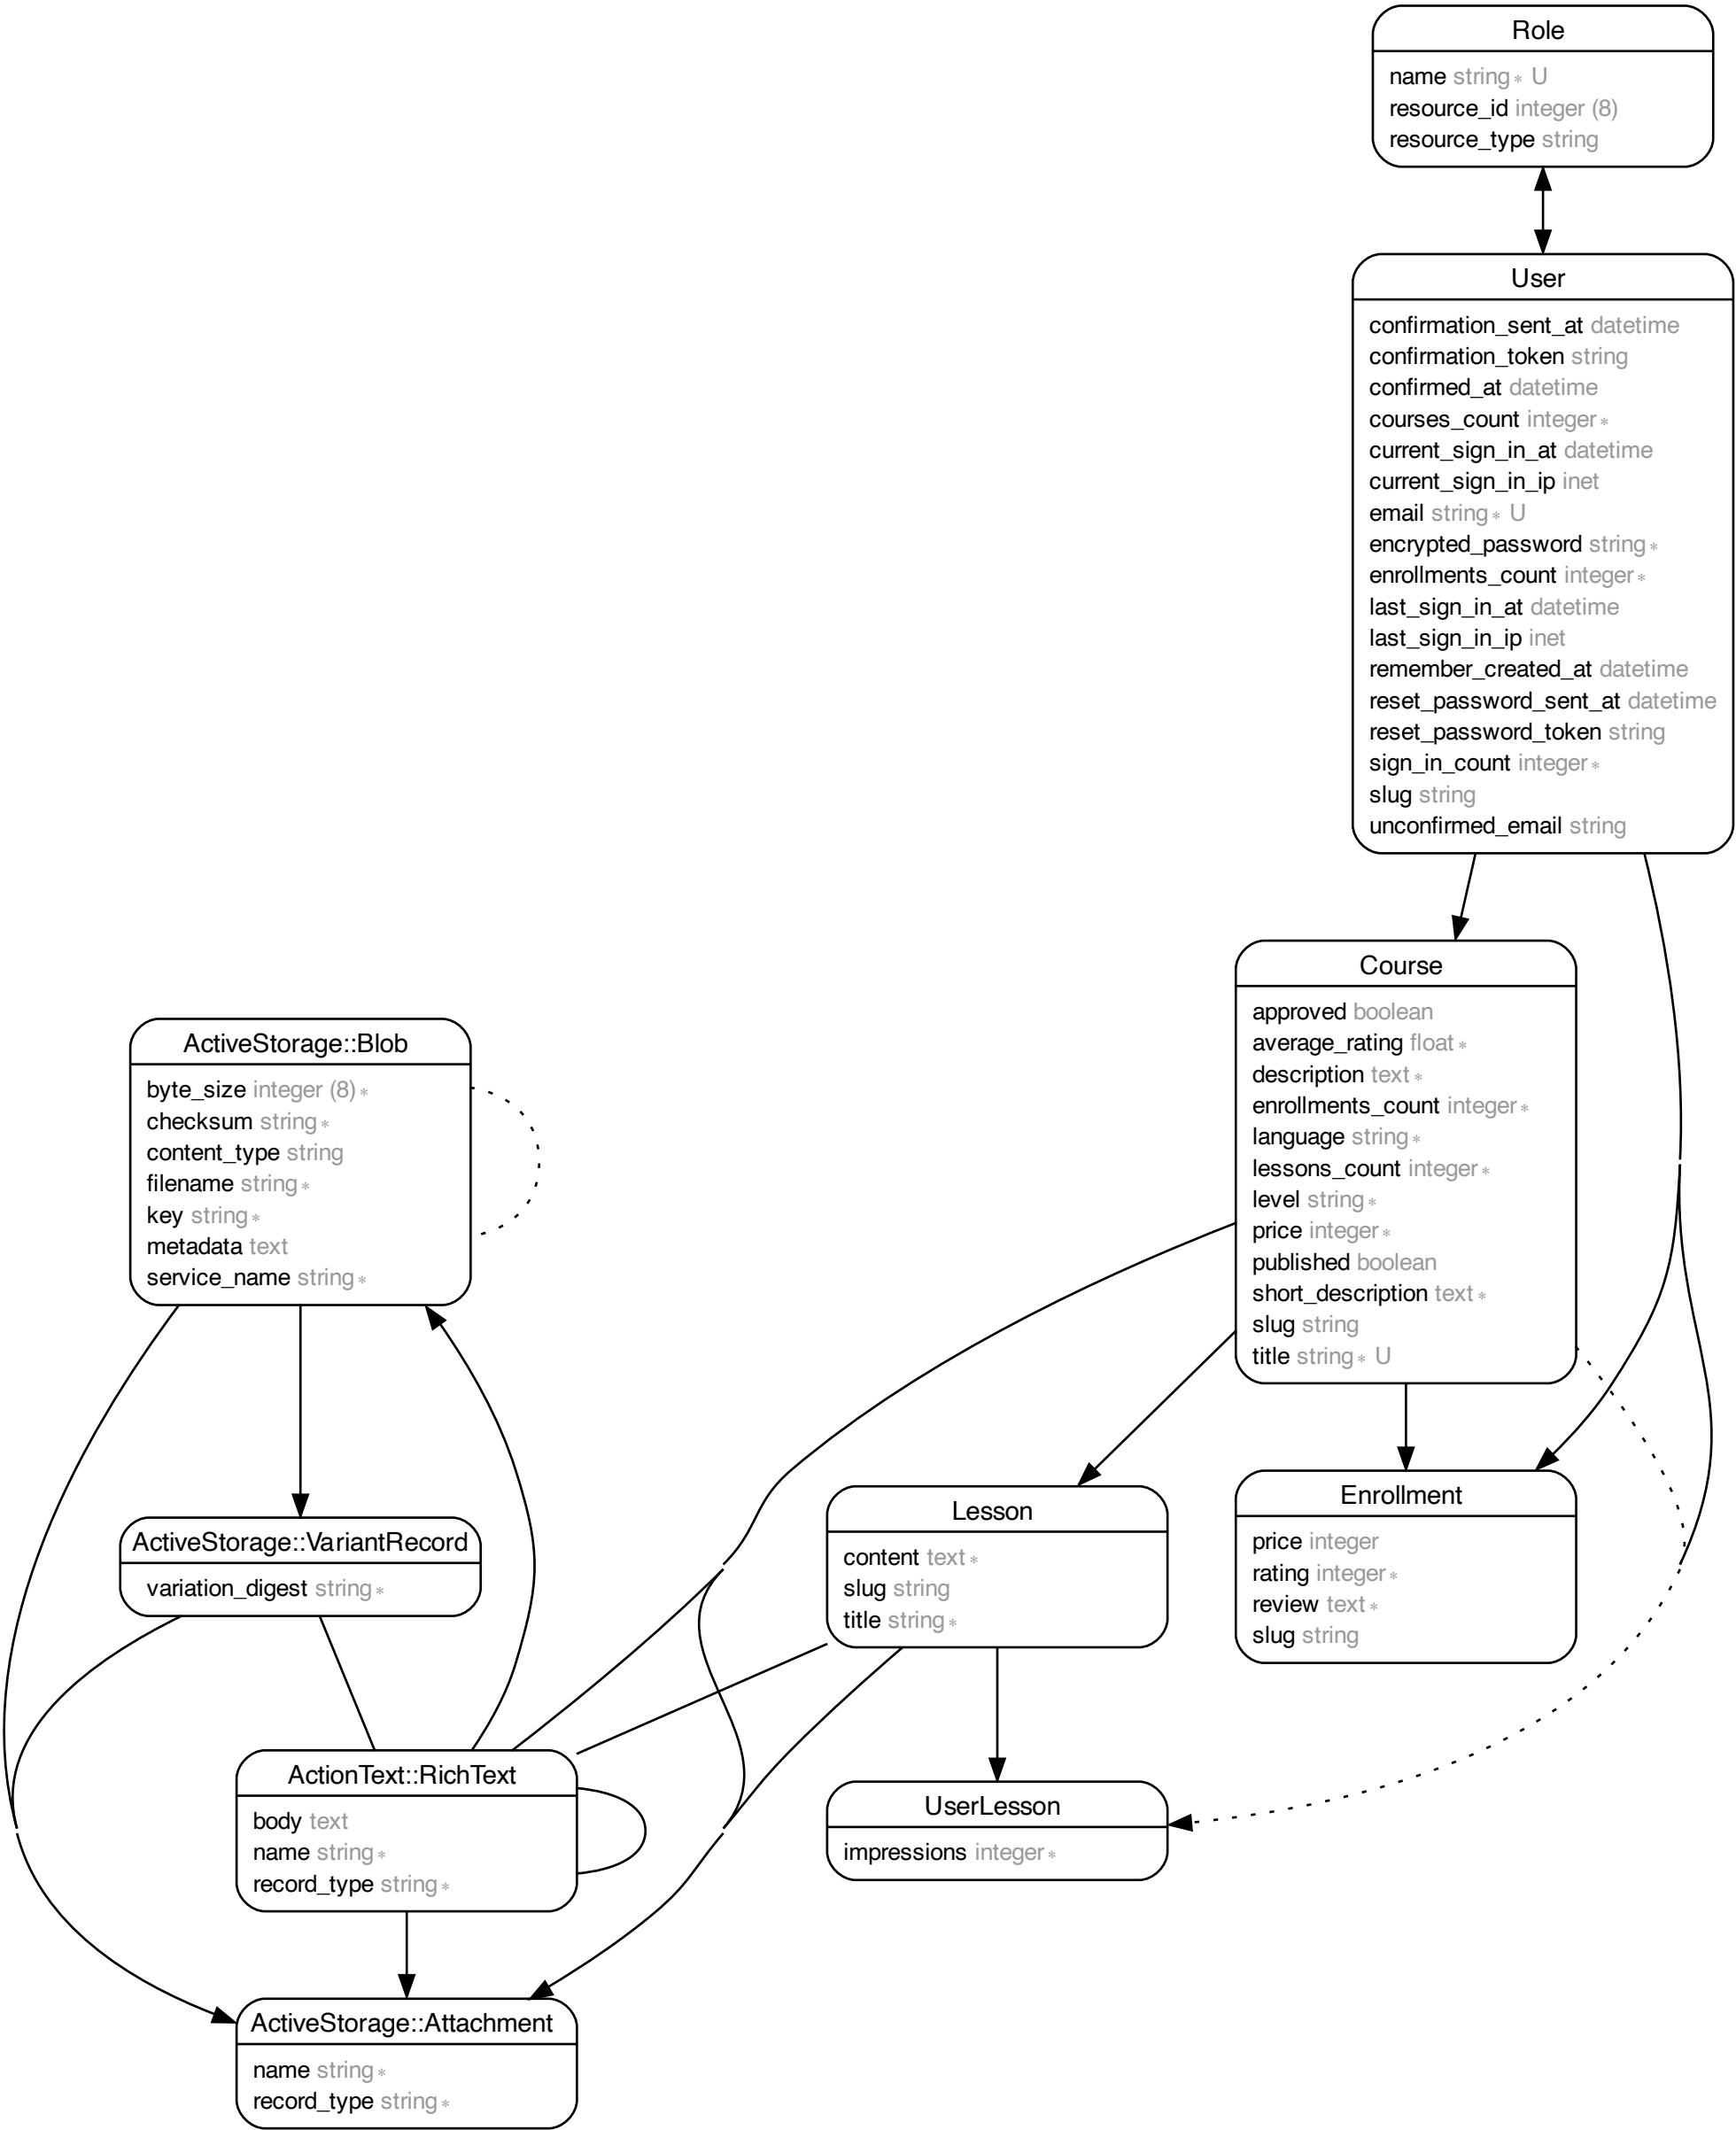 Role
name string∗ U
resource_id integer (8)
resource_type string
User
confirmation_sent_at datetime
confirmation_token string
confirmed_at datetime
courses_count integer∗
current_sign_in_at datetime
current_sign_in_ip inet
email string∗ U
encrypted_password string∗
enrollments_count integer∗
last_sign_in_at datetime
last_sign_in_ip inet
remember_created_at datetime
reset_password_sent_at datetime
reset_password_token string
sign_in_count integer∗
slug string
unconfirmed_email string
Course
approved boolean
average_rating float∗
description text∗
enrollments_count integer∗
language string∗
lessons_count integer∗
level string∗
price integer∗
published boolean
short_description text∗
slug string
title string∗ U
ActiveStorage::Blob
byte_size integer (8)∗
checksum string∗
content_type string
filename string∗
key string∗
metadata text
service_name string∗
Enrollment
price integer
rating integer∗
review text∗
slug string
Lesson
content text∗
slug string
title string∗
ActiveStorage::VariantRecord
variation_digest string∗
ActionText::RichText
body text
name string∗
record_type string∗
UserLesson
impressions integer∗
ActiveStorage::Attachment
name string∗
record_type string∗